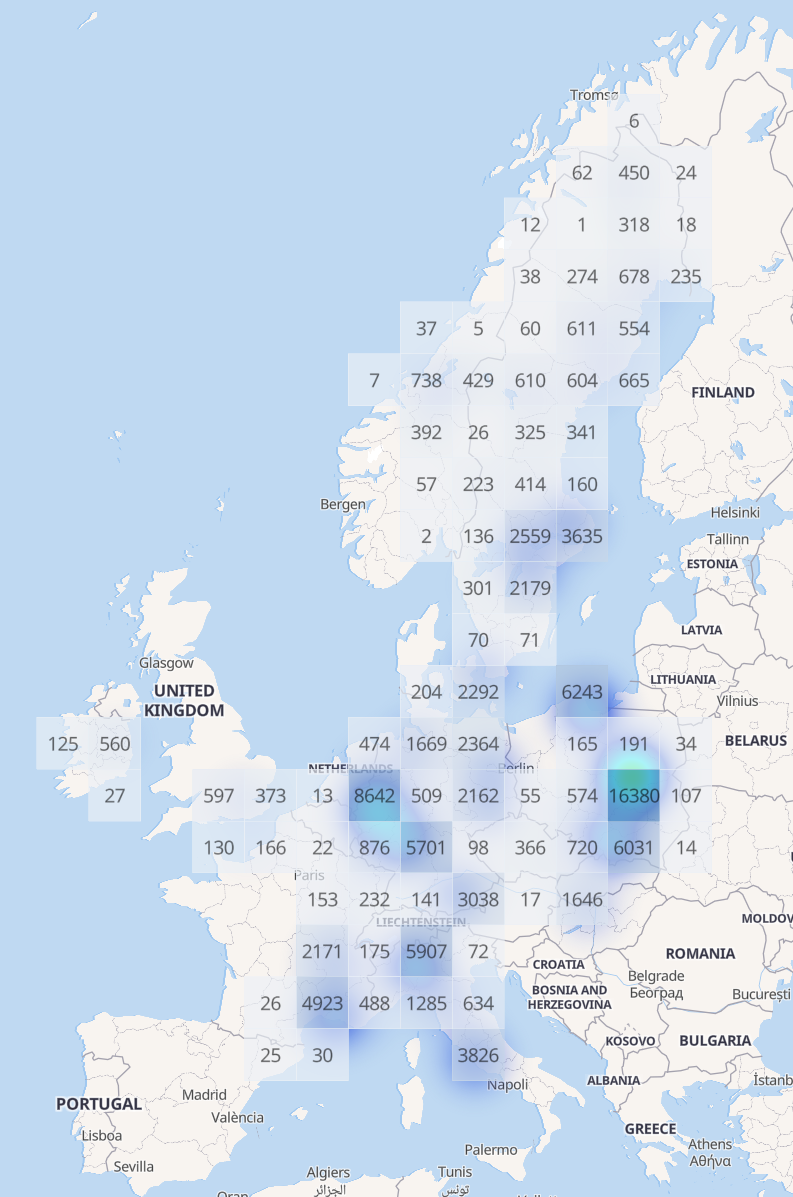 Tromsø
6
62 450 24
12 1 318 18
38 274 678 235
37 5 60 611 554
7 738 429 610 604 665
FINLAND
392 26 325 341
57 223 414 160
Bergen
Helsinki
2 136 2559 3635
Tallinn
ESTONIA
301 2179
LATVIA
70 71
Glasgow
LITHUANIA
UNITED
KINGDOM
204 2292 6243
Vilnius
125 560 474 1669 2364 165 191 34
BELARUS
NETHERLANDS
Berlin
27 597 373 13 8642 509 2162 55 574 16380 107
130 166 22 876 5701 98 366 720 6031 14
Paris
153 232 141 3038 17 1646
LIECHTENSTEIN
MOLDOV
2171 175 5907 72
ROMANIA
CROATIA
Belgrade
Београд
BOSNIA AND
HERZEGOVINA
București
26 4923 488 1285 634
KOSOVO
BULGARIA
25 30 3826
ALBANIA
İstanb
Napoli
Madrid
PORTUGAL
València
GREECE
Lisboa
Athens
Αθήνα
Palermo
Sevilla
Algiers
الجزائر
Tunis
تونس
Oran